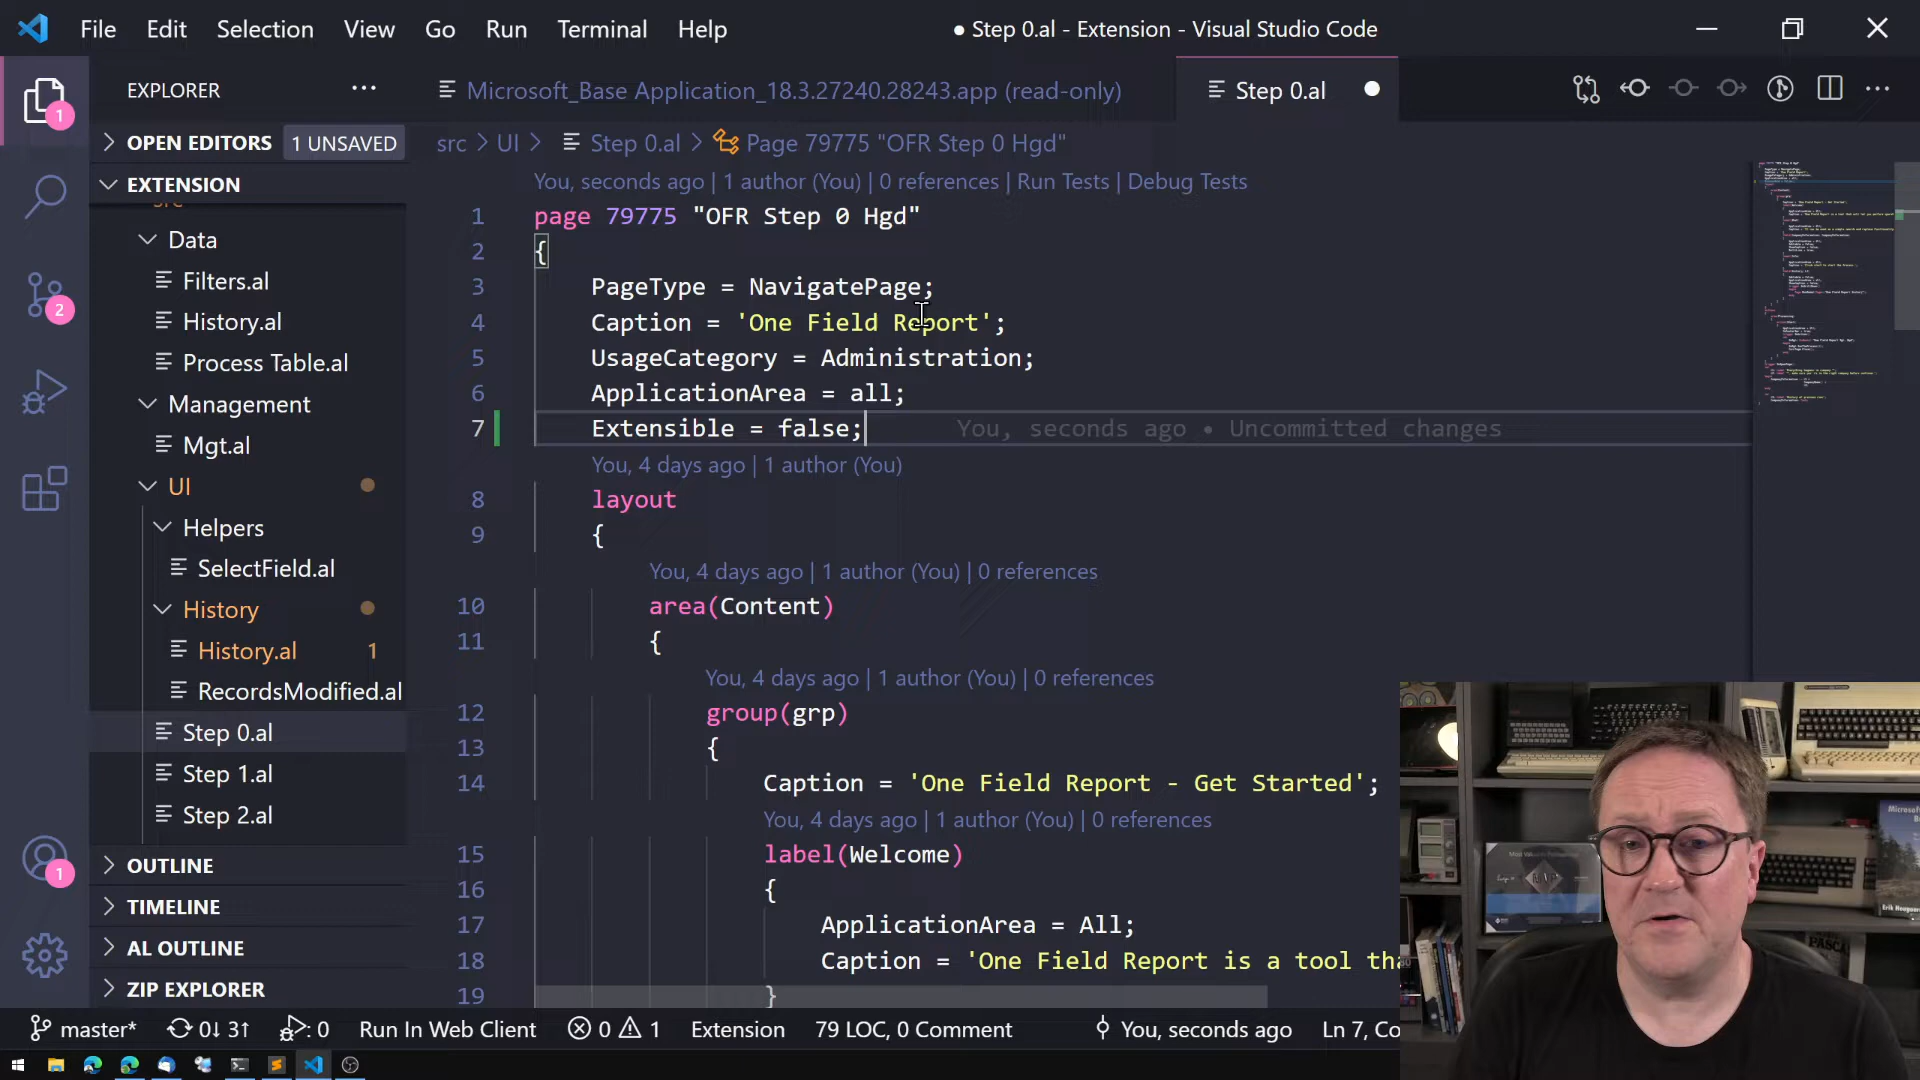 File Edit Selection View Go Run Terminal Help
● Step 0.al - Extension - Visual Studio Code
EXPLORER ···
Microsoft_Base Application_18.3.27240.28243.app (read-only)
Step 0.al
1
OPEN EDITORS 1 UNSAVED
src > UI > Step 0.al > Page 79775 "OFR Step 0 Hgd"
EXTENSION
You, seconds ago | 1 author (You) | 0 references | Run Tests | Debug Tests
src
1 page 79775 "OFR Step 0 Hgd"
Data
2 {
Filters.al
3 PageType = NavigatePage;
2
History.al
4 Caption = 'One Field Report';
Process Table.al
5 UsageCategory = Administration;
Management
6 ApplicationArea = all;
7 Extensible = false; You, seconds ago • Uncommitted changes
Mgt.al
You, 4 days ago | 1 author (You)
UI
8 layout
Helpers
9 {
SelectField.al
You, 4 days ago | 1 author (You) | 0 references
History
10 area(Content)
History.al 1
11 {
RecordsModified.al
You, 4 days ago | 1 author (You) | 0 references
12 group(grp)
Step 0.al
13 {
Step 1.al
14 Caption = 'One Field Report - Get Started';
Step 2.al
You, 4 days ago | 1 author (You) | 0 references
OUTLINE
15 label(Welcome)
1
16 {
TIMELINE
17 ApplicationArea = All;
AL OUTLINE
18 Caption = 'One Field Report is a tool tha
ZIP EXPLORER
19 }
master* 0↓ 3↑ : 0 Run In Web Client 0 1 Extension 79 LOC, 0 Comment You, seconds ago Ln 7, Co